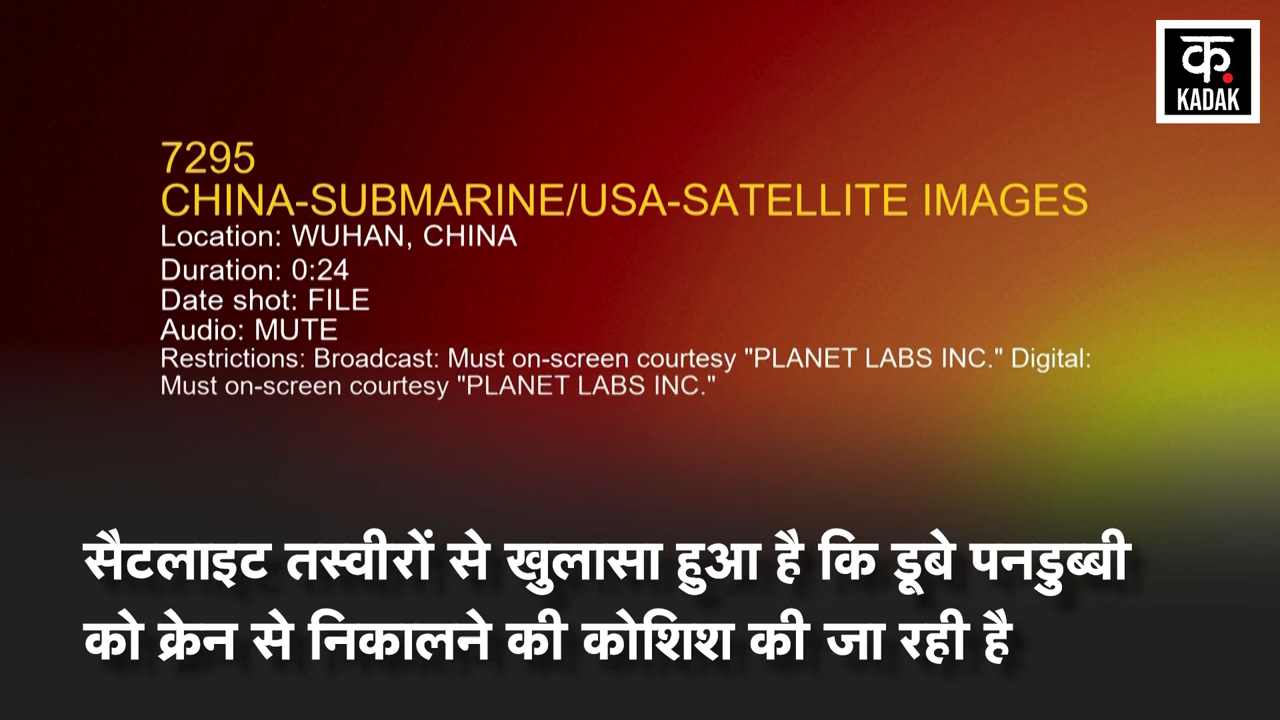 क
KADAK
7295
CHINA-SUBMARINE/USA-SATELLITE IMAGES
Location: WUHAN, CHINA
Duration: 0:24
Date shot: FILE
Audio: MUTE
Restrictions: Broadcast: Must on-screen courtesy "PLANET LABS INC." Digital:
Must on-screen courtesy "PLANET LABS INC."
सैटलाइट तस्वीरों से खुलासा हुआ है कि डूबे पनडुब्बी
को क्रेन से निकालने की कोशिश की जा रही है